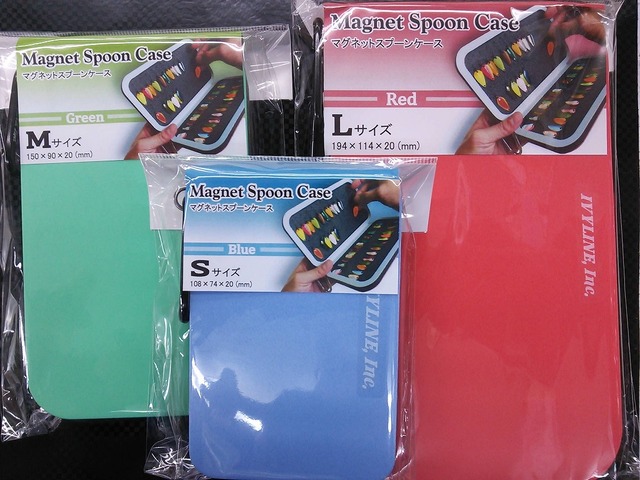 Magnet Spoon Case
マグネットスプーンケース
Green
Mサイズ
150×90×20(mm)
Magnet Spoon Case
マグネットスプーンケース
Red
Lサイズ
194×114×20(mm)
IVYLINE, Inc.
Magnet Spoon Case
マグネットスプーンケース
Blue
Sサイズ
108×74×20(mm)
IVYLINE, Inc.